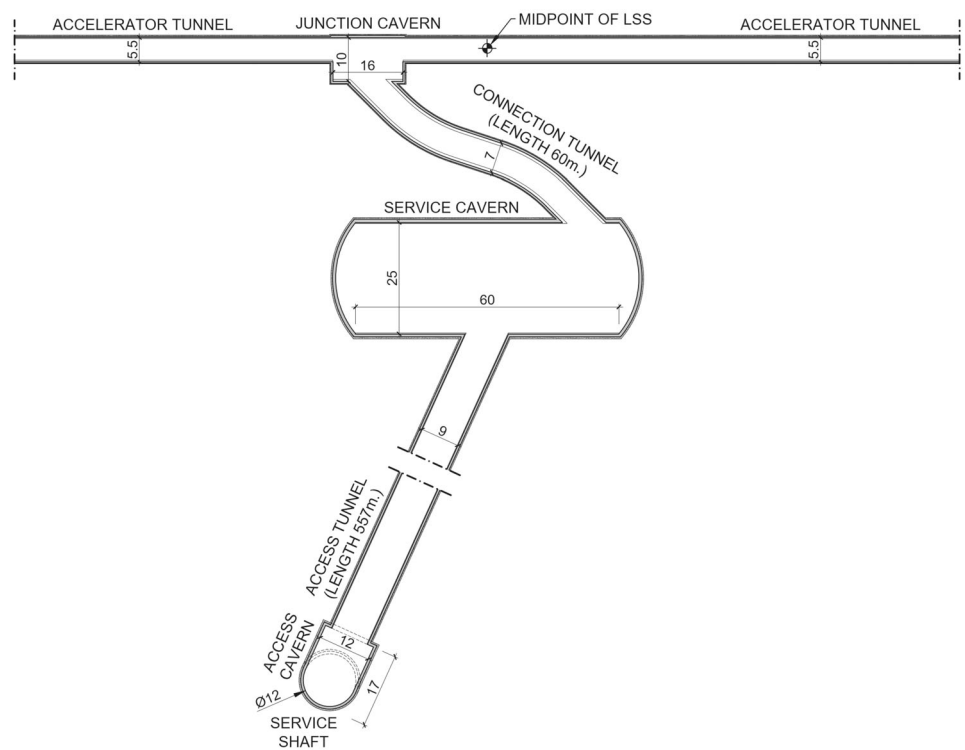 ACCELERATOR TUNNEL
JUNCTION CAVERN
MIDPOINT OF LSS
ACCELERATOR TUNNEL
5.5
10
16
5.5
CONNECTION TUNNEL
(LENGTH 60m.)
7
SERVICE CAVERN
25
60
9
ACCESS TUNNEL
(LENGTH 557m.)
ACCESS
CAVERN
12
17
Ø12
SERVICE
SHAFT